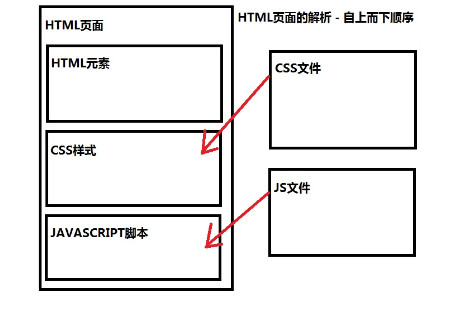 HTML页面的解析 - 自上而下顺序
HTML页面
HTML元素
CSS样式
JAVASCRIPT脚本
CSS文件
JS文件